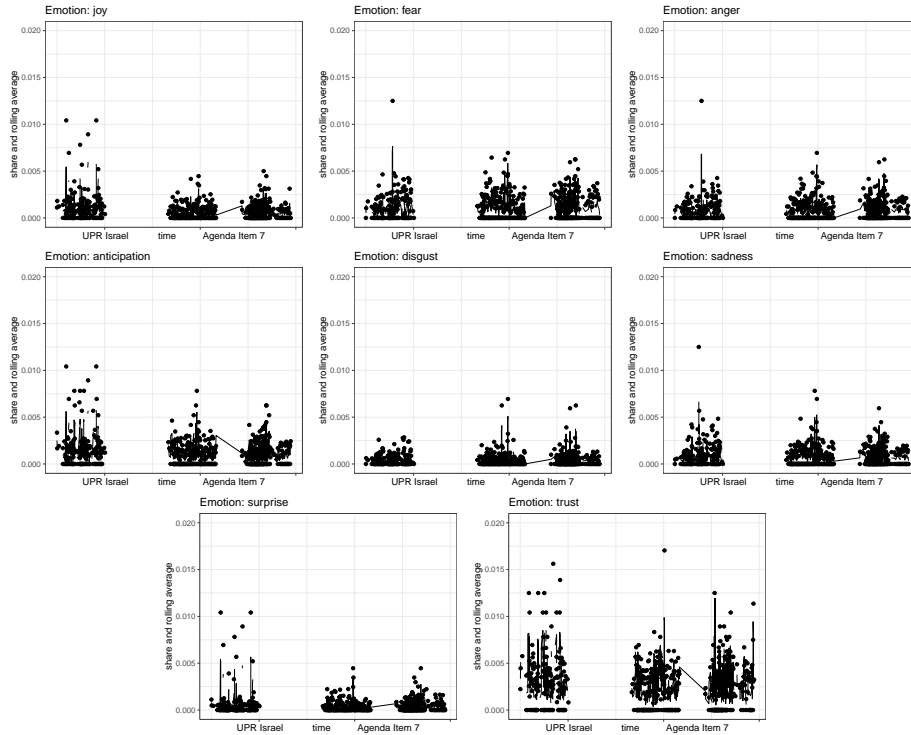 Emotion: joy
0.020
0.015
0.010
0.005
0.000
share and rolling average
UPR Israel time Agenda Item 7
Emotion: fear
0.020
0.015
0.010
0.005
0.000
share and rolling average
UPR Israel time Agenda Item 7
Emotion: anger
0.020
0.015
0.010
0.005
0.000
share and rolling average
UPR Israel time Agenda Item 7
Emotion: anticipation
0.020
0.015
0.010
0.005
0.000
share and rolling average
UPR Israel time Agenda Item 7
Emotion: disgust
0.020
0.015
0.010
0.005
0.000
share and rolling average
UPR Israel time Agenda Item 7
Emotion: sadness
0.020
0.015
0.010
0.005
0.000
share and rolling average
UPR Israel time Agenda Item 7
Emotion: surprise
0.020
0.015
0.010
0.005
0.000
share and rolling average
UPR Israel time Agenda Item 7
Emotion: trust
0.020
0.015
0.010
0.005
0.000
share and rolling average
UPR Israel time Agenda Item 7